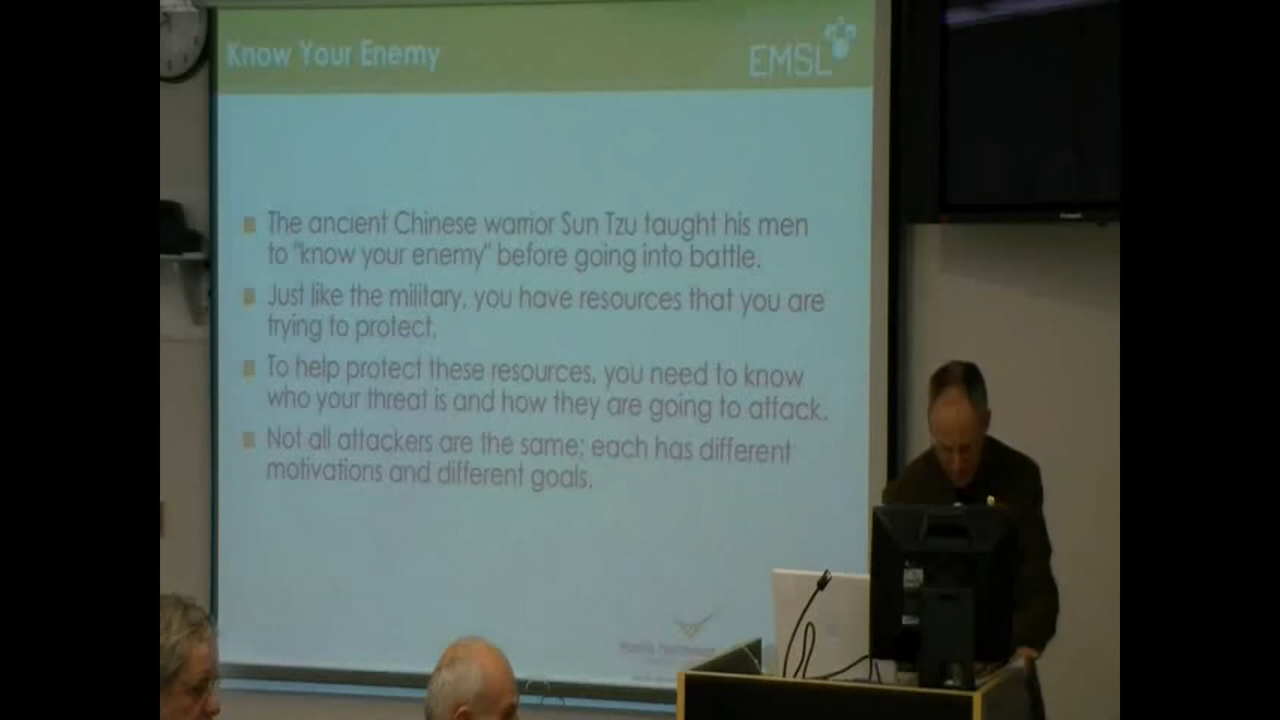 Know Your Enemy
EMSL
The ancient Chinese warrior Sun Tzu taught his men
to "know your enemy" before going into battle.
Just like the military, you have resources that you are
trying to protect.
To help protect these resources, you need to know
who your threat is and how they are going to attack.
Not all attackers are the same; each has different
motivations and different goals.